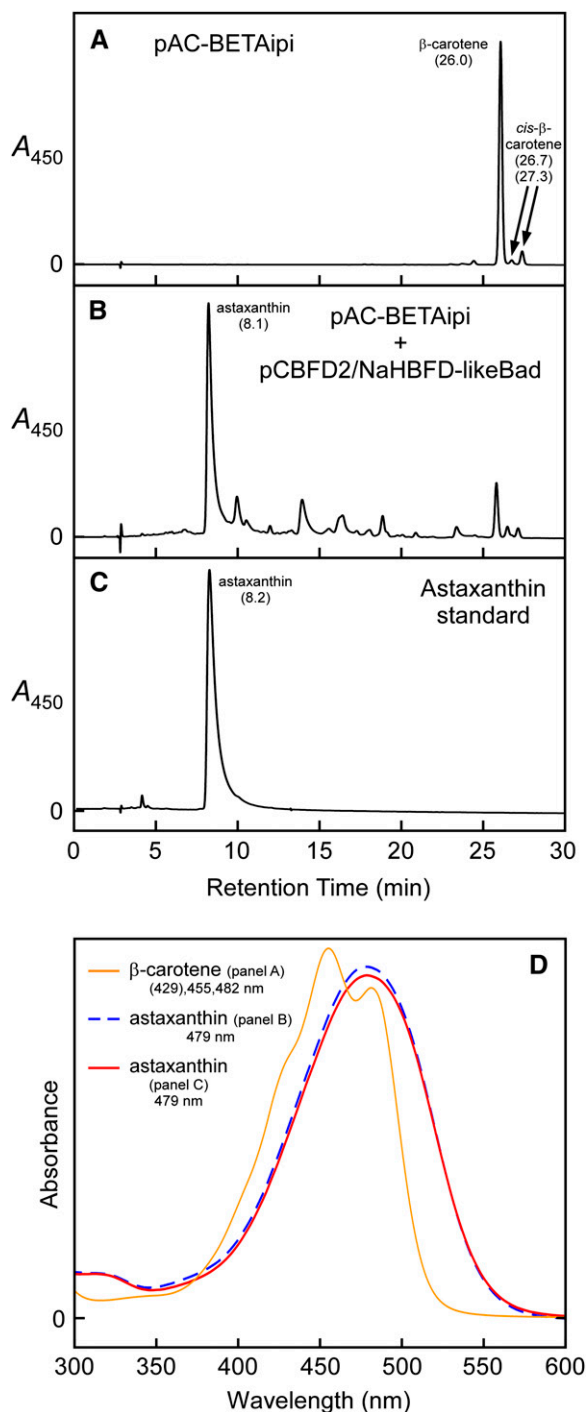 A
pAC-BETAipi
β-carotene
(26.0)
cis-β-
carotene
(26.7)
(27.3)
A450
0
B
astaxanthin
(8.1)
pAC-BETAipi
+
pCBFD2/NaHBFD-likeBad
A450
0
C
astaxanthin
(8.2)
Astaxanthin
standard
A450
0
0 5 10 15 20 25 30
Retention Time (min)
D
β-carotene (panel A)
(429),455,482 nm
astaxanthin (panel B)
479 nm
astaxanthin
(panel C)
479 nm
Absorbance
0
300 350 400 450 500 550 600
Wavelength (nm)